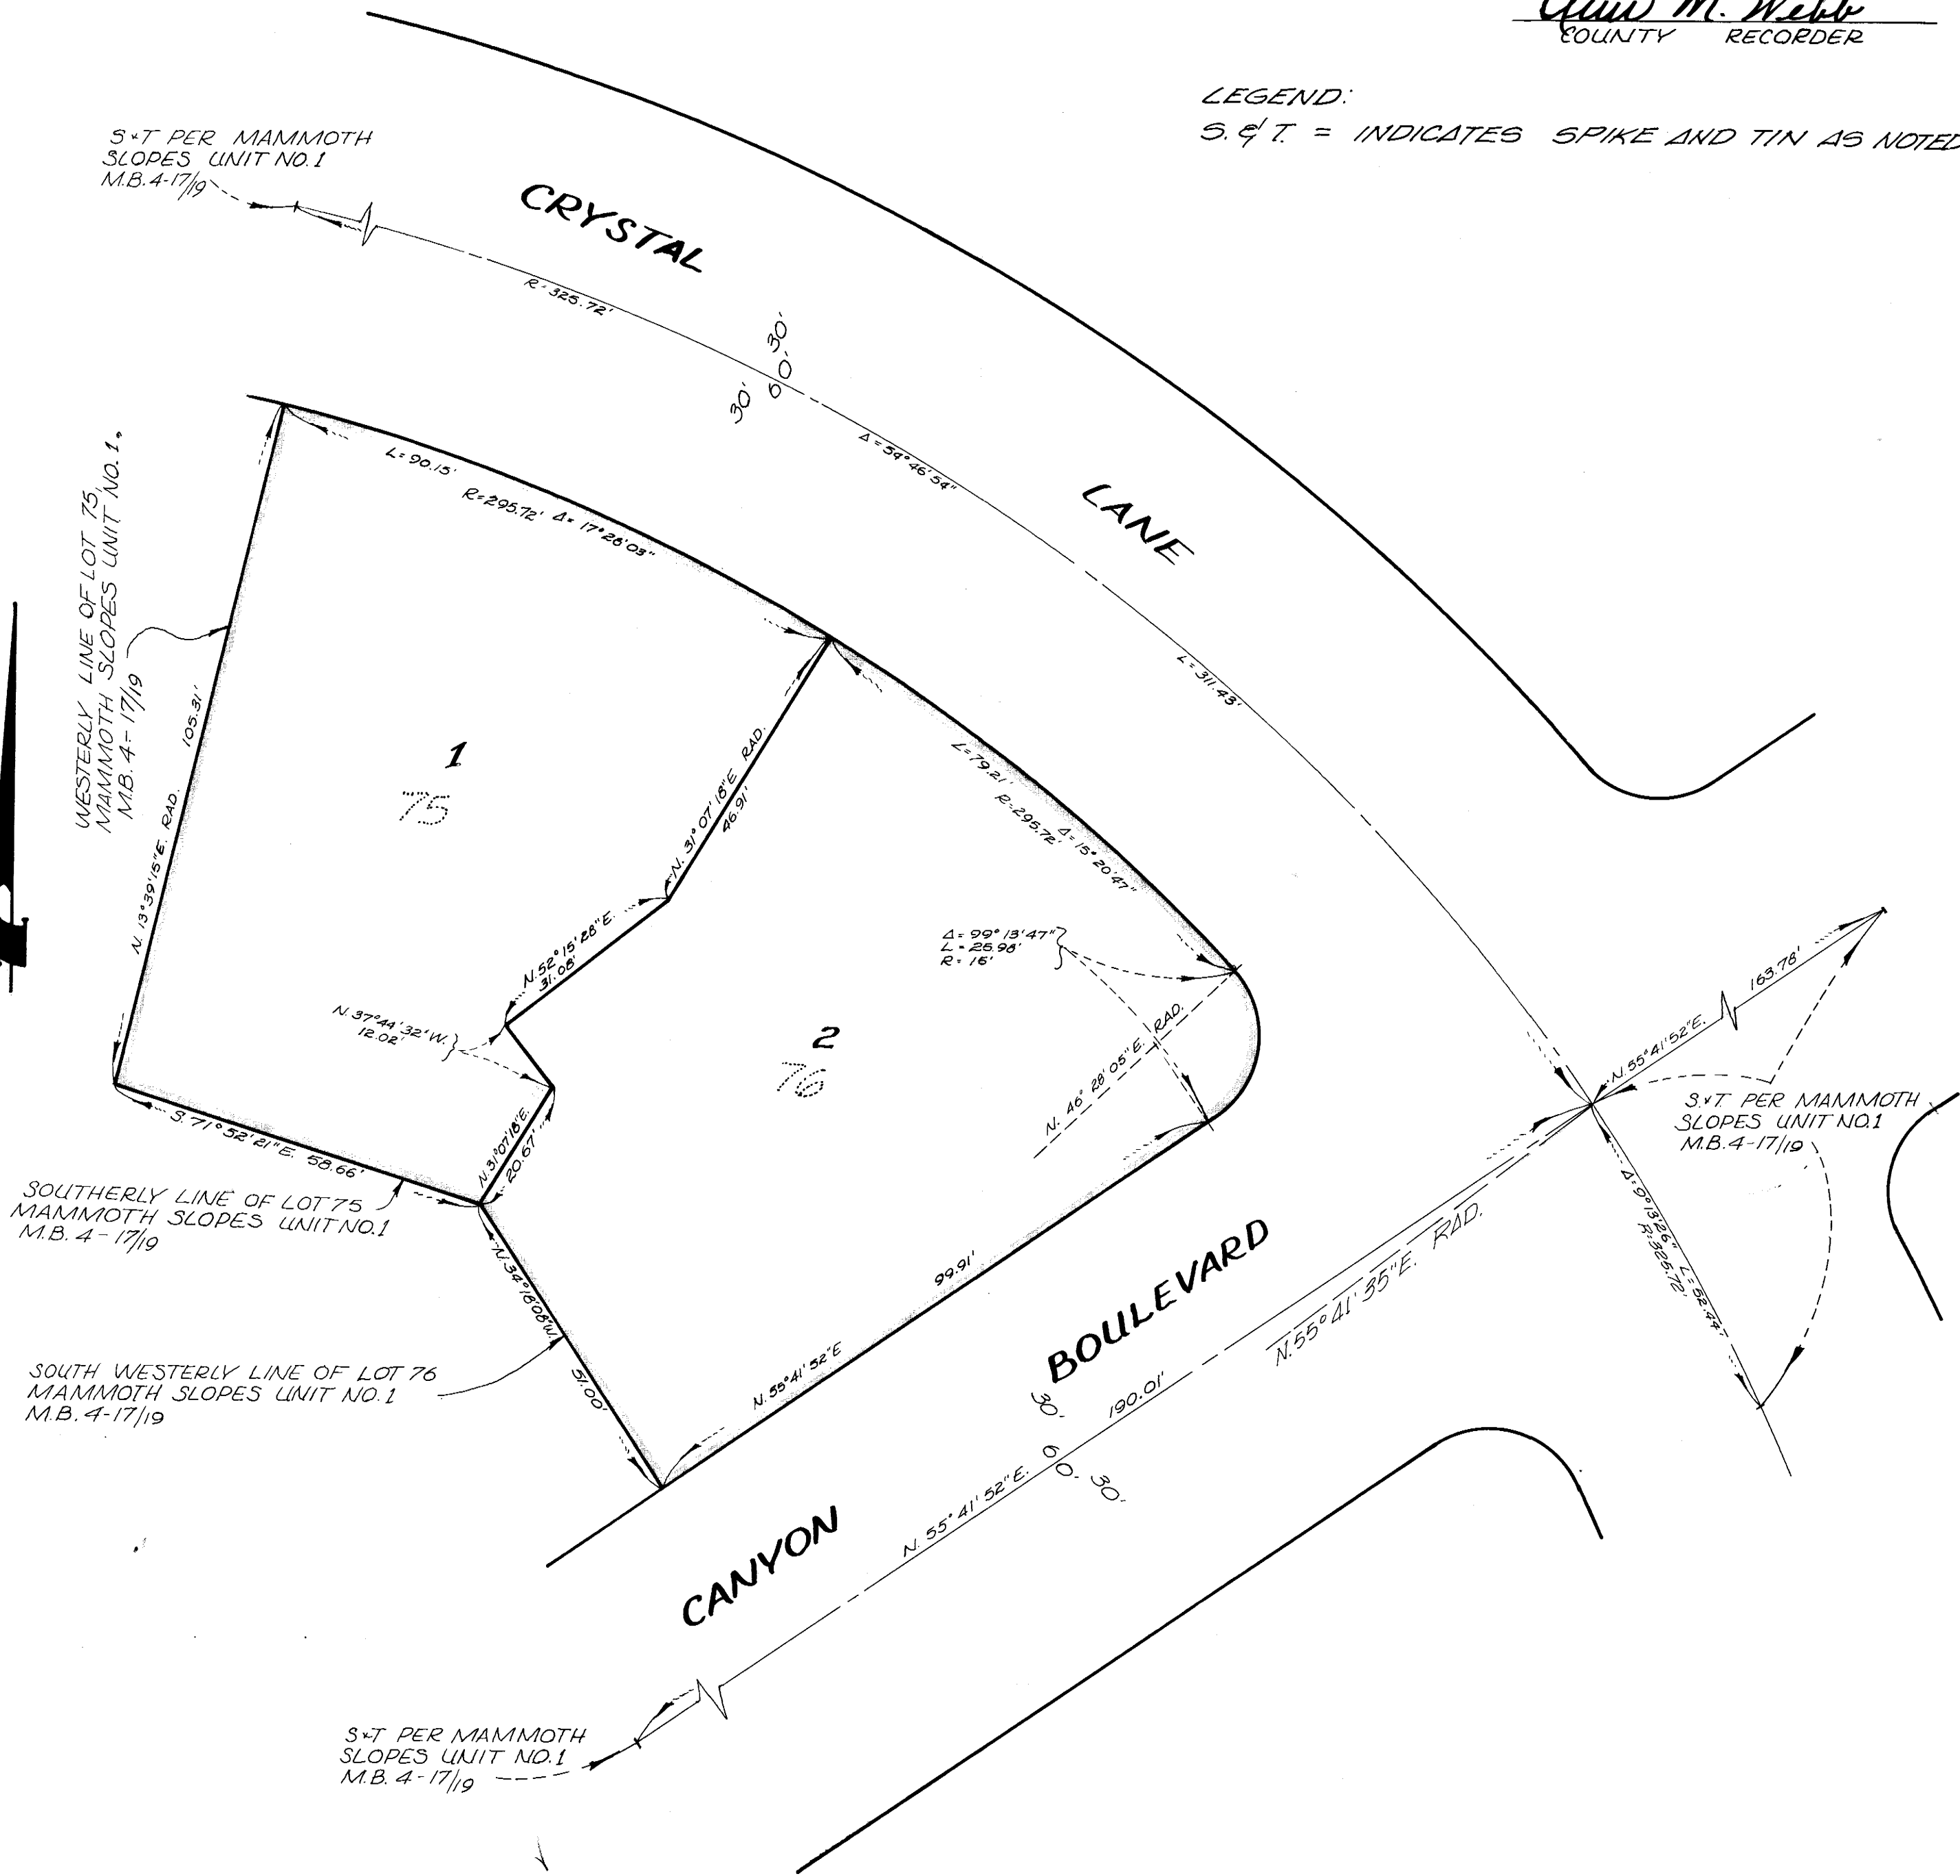 M. Webb
COUNTY RECORDER
LEGEND:
S. & T. = INDICATES SPIKE AND TIN AS NOTED
S&T PER MAMMOTH
SLOPES UNIT NO. 1
M.B. 4-17/19
CRYSTAL
R=325.72'
30'
60'
30'
Δ=54°46'54"
LANE
L=311.43'
L=90.15'
R=295.72' Δ=17°28'03"
WESTERLY LINE OF LOT 75,
MAMMOTH SLOPES UNIT NO. 1,
M.B. 4-17/19
105.31'
N. 13°39'15"E. RAD.
1
75
N. 31°07'18"E RAD.
46.91'
L=79.21'
R=295.72' Δ=15°20'47"
N. 52°15'28"E.
31.08'
Δ=99°13'47"
L=25.98'
R=15'
163.78'
N. 37°44'32"W.
12.02'
2
76
N. 46°28'05"E. RAD.
N. 55°41'52"E.
S&T PER MAMMOTH
SLOPES UNIT NO.1
M.B. 4-17/19
S. 71°52'21"E. 58.66'
N. 31°07'18"E.
20.67'
SOUTHERLY LINE OF LOT 75
MAMMOTH SLOPES UNIT NO.1
M.B. 4-17/19
N. 34°18'08"W.
51.00'
99.91'
N. 55°41'52"E
BOULEVARD
N. 55°41'35"E. RAD.
Δ=9°13'26" L=52.44'
R=325.72'
SOUTH WESTERLY LINE OF LOT 76
MAMMOTH SLOPES UNIT NO. 1
M.B. 4-17/19
30'
60'
30'
190.01'
N. 55°41'52"E.
CANYON
S&T PER MAMMOTH
SLOPES UNIT NO.1
M.B. 4-17/19